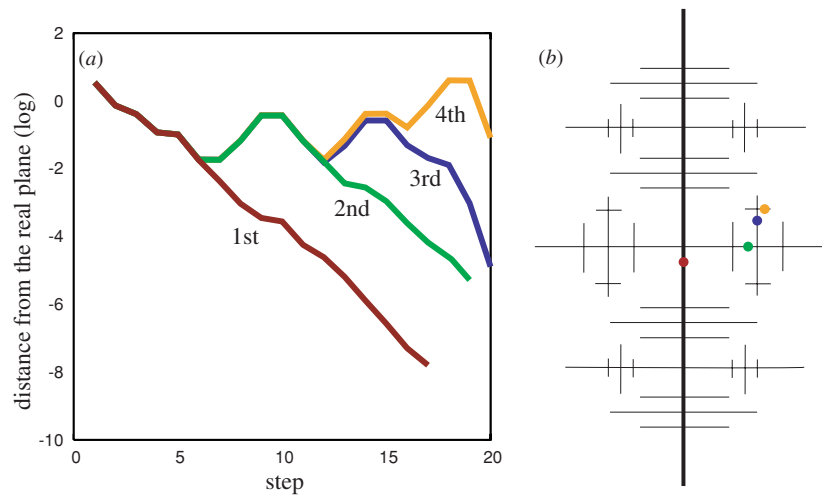 (a)
(b)
2
0
-2
-4
-6
-8
-10
distance from the real plane (log)
4th
3rd
2nd
1st
0
5
10
15
20
step